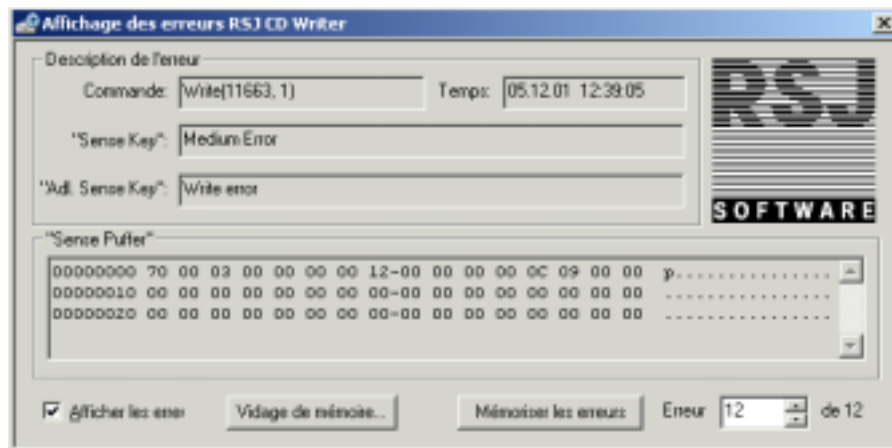 Affichage des erreurs RSJ CD Writer
Description de l'erreur
Commande: Write(11663, 1) Temps: 05.12.01 12:39:05
"Sense Key": Medium Error
"Adl. Sense Key": Write error
RSJ
SOFTWARE
"Sense Puffer"
00000000 70 00 03 00 00 00 00 12-00 00 00 00 0C 09 00 00 p...............
00000010 00 00 00 00 00 00 00 00-00 00 00 00 00 00 00 00 ................
00000020 00 00 00 00 00 00 00 00-00 00 00 00 00 00 00 00 ................
Afficher les erreur Vidage de mémoire... Mémoriser les erreurs Erreur 12 de 12